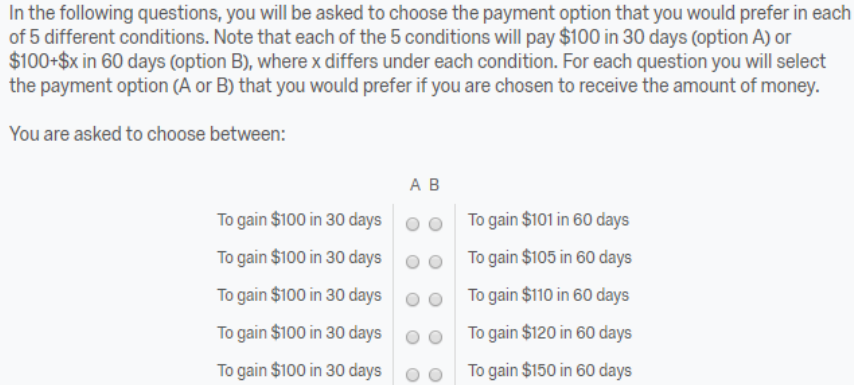 In the following questions, you will be asked to choose the payment option that you would prefer in each
of 5 different conditions. Note that each of the 5 conditions will pay $100 in 30 days (option A) or
$100+$x in 60 days (option B), where x differs under each condition. For each question you will select
the payment option (A or B) that you would prefer if you are chosen to receive the amount of money.
You are asked to choose between:
A B
To gain $100 in 30 days To gain $101 in 60 days
To gain $100 in 30 days To gain $105 in 60 days
To gain $100 in 30 days To gain $110 in 60 days
To gain $100 in 30 days To gain $120 in 60 days
To gain $100 in 30 days To gain $150 in 60 days